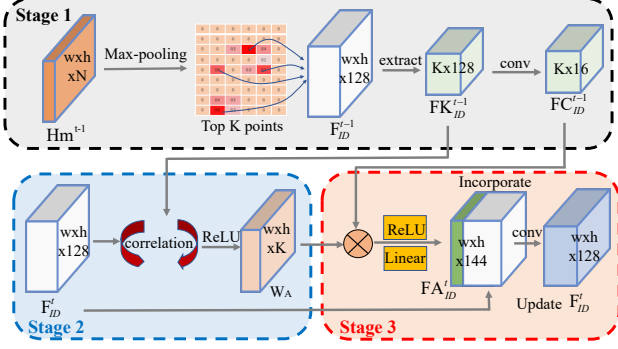 Stage 1
wxh
xN
Hm^{t-1}
Max-pooling
Top K points
wxh
x128
F_{ID}^{t-1}
extract
Kx128
FK_{ID}^{t-1}
conv
Kx16
FC_{ID}^{t-1}
wxh
x128
F_{ID}^{t}
correlation
ReLU
wxh
xK
W_A
Stage 2
ReLU
Linear
Incorporate
wxh
x144
FA_{ID}^{t}
conv
wxh
x128
Update F_{ID}^{t}
Stage 3